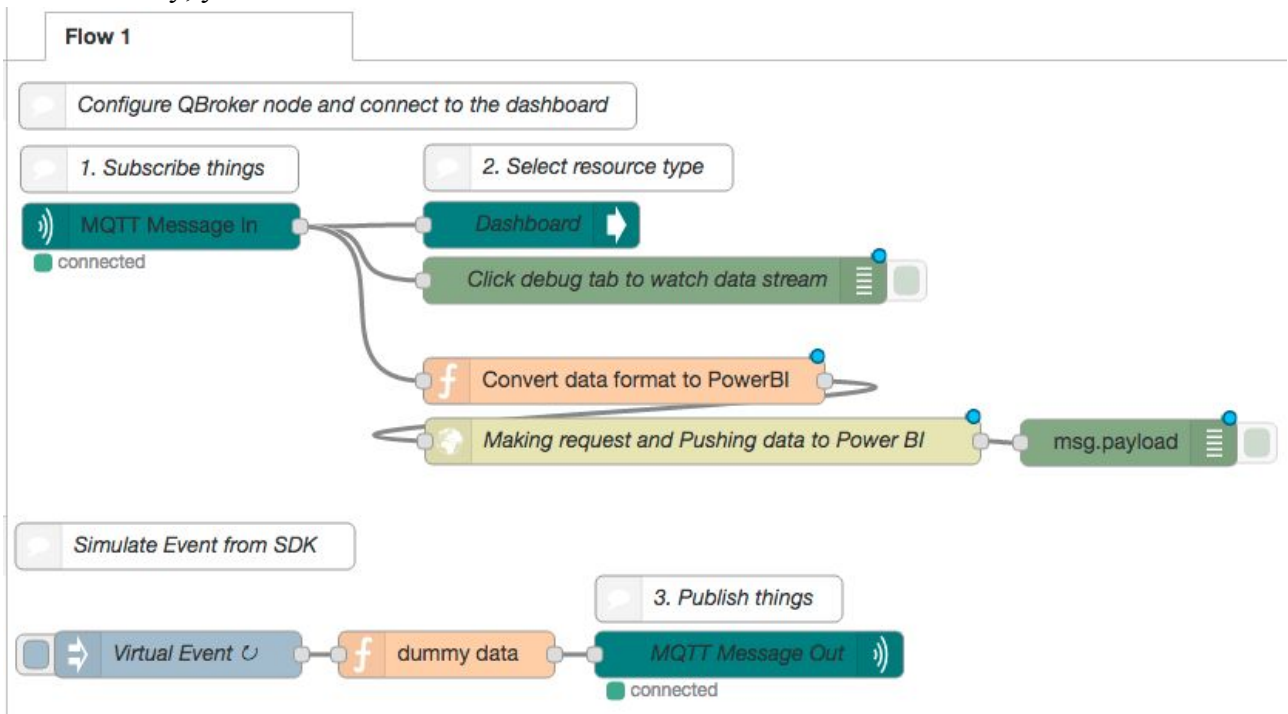 Flow 1
Configure QBroker node and connect to the dashboard
1. Subscribe things
2. Select resource type
MQTT Message In
Dashboard
connected
Click debug tab to watch data stream
Convert data format to PowerBI
Making request and Pushing data to Power BI
msg.payload
Simulate Event from SDK
3. Publish things
Virtual Event ↻
dummy data
MQTT Message Out
connected